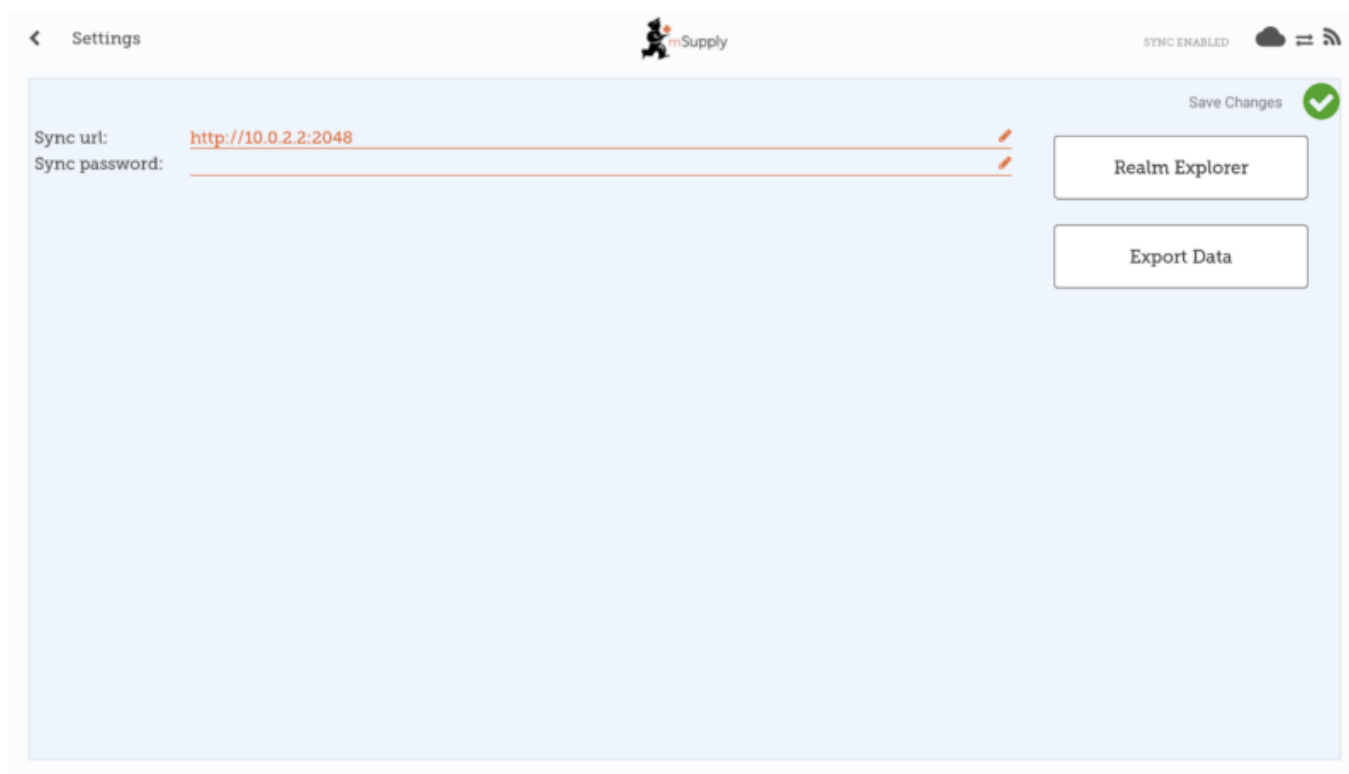 Settings
mSupply
SYNC ENABLED
Save Changes
Sync url: http://10.0.2.2:2048
Sync password:
Realm Explorer
Export Data